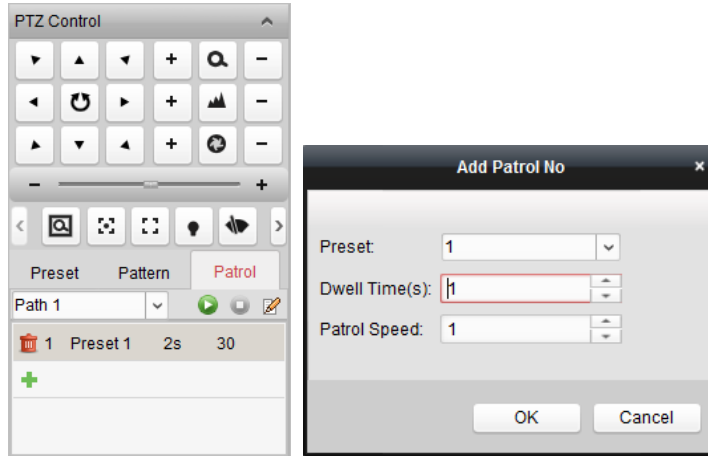 PTZ Control
Preset Pattern Patrol
Path 1
1 Preset 1 2s 30
Add Patrol No
Preset: 1
Dwell Time(s): 1
Patrol Speed: 1
OK Cancel